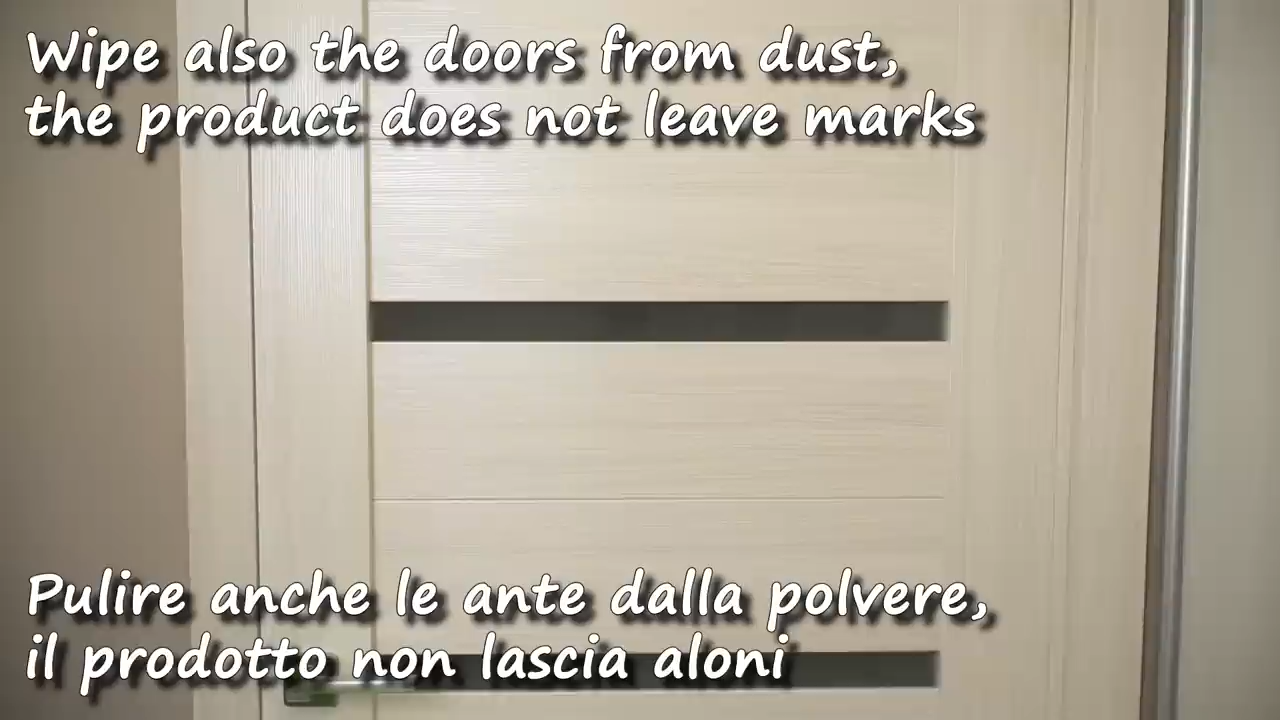 Wipe also the doors from dust,
the product does not leave marks
Pulire anche le ante dalla polvere,
il prodotto non lascia aloni